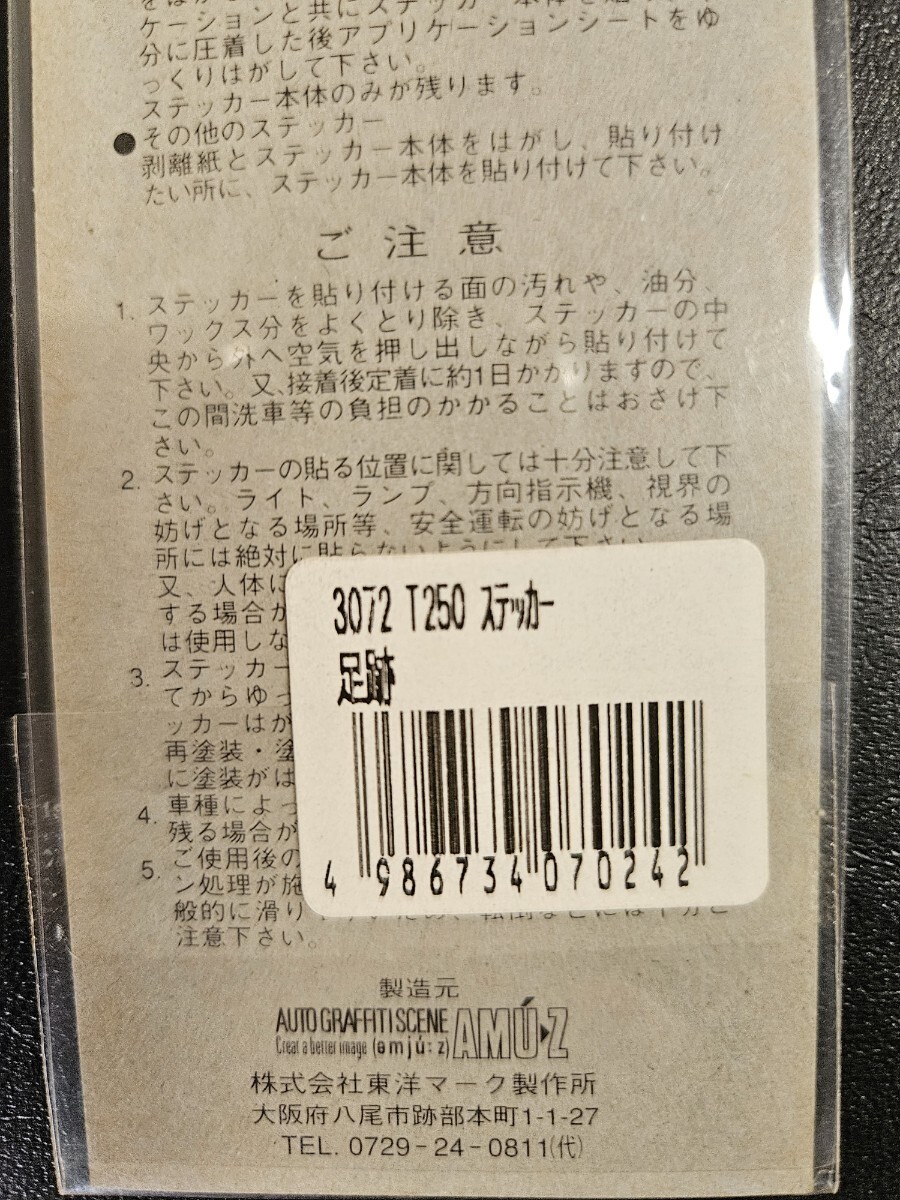 ケーションと共にステッカー本体を貼り
分に圧着した後アプリケーションシートをゆ
っくりはがして下さい。
ステッカー本体のみが残ります。
●その他のステッカー
剥離紙とステッカー本体をはがし、貼り付け
たい所に、ステッカー本体を貼り付けて下さい。
ご注意
1. ステッカーを貼り付ける面の汚れや、油分、
ワックス分をよくとり除き、ステッカーの中
央から外へ空気を押し出しながら貼り付けて
下さい。又、接着後定着に約1日かかりますので、
この間洗車等の負担のかかることはおさけ下
さい。
2. ステッカーの貼る位置に関しては十分注意して下
さい。ライト、ランプ、方向指示機、視界の
妨げとなる場所等、安全運転の妨げとなる場
所には絶対に貼らないようにして下さい。
又、人体に
する場合が
は使用しな
3. ステッカー
てからゆっ
ッカーはが
再塗装・塗
に塗装がは
4. 車種によっ
残る場合が
5. ご使用後の
ン処理が施
般的に滑り
注意下さい。
3072 T250 ステッカー
足跡
4 986734 070242
製造元
AUTO GRAFFITI SCENE
Creat a better image (əmjú:z)
AMÚ・Z
株式会社東洋マーク製作所
大阪府八尾市跡部本町1-1-27
TEL. 0729-24-0811(代)